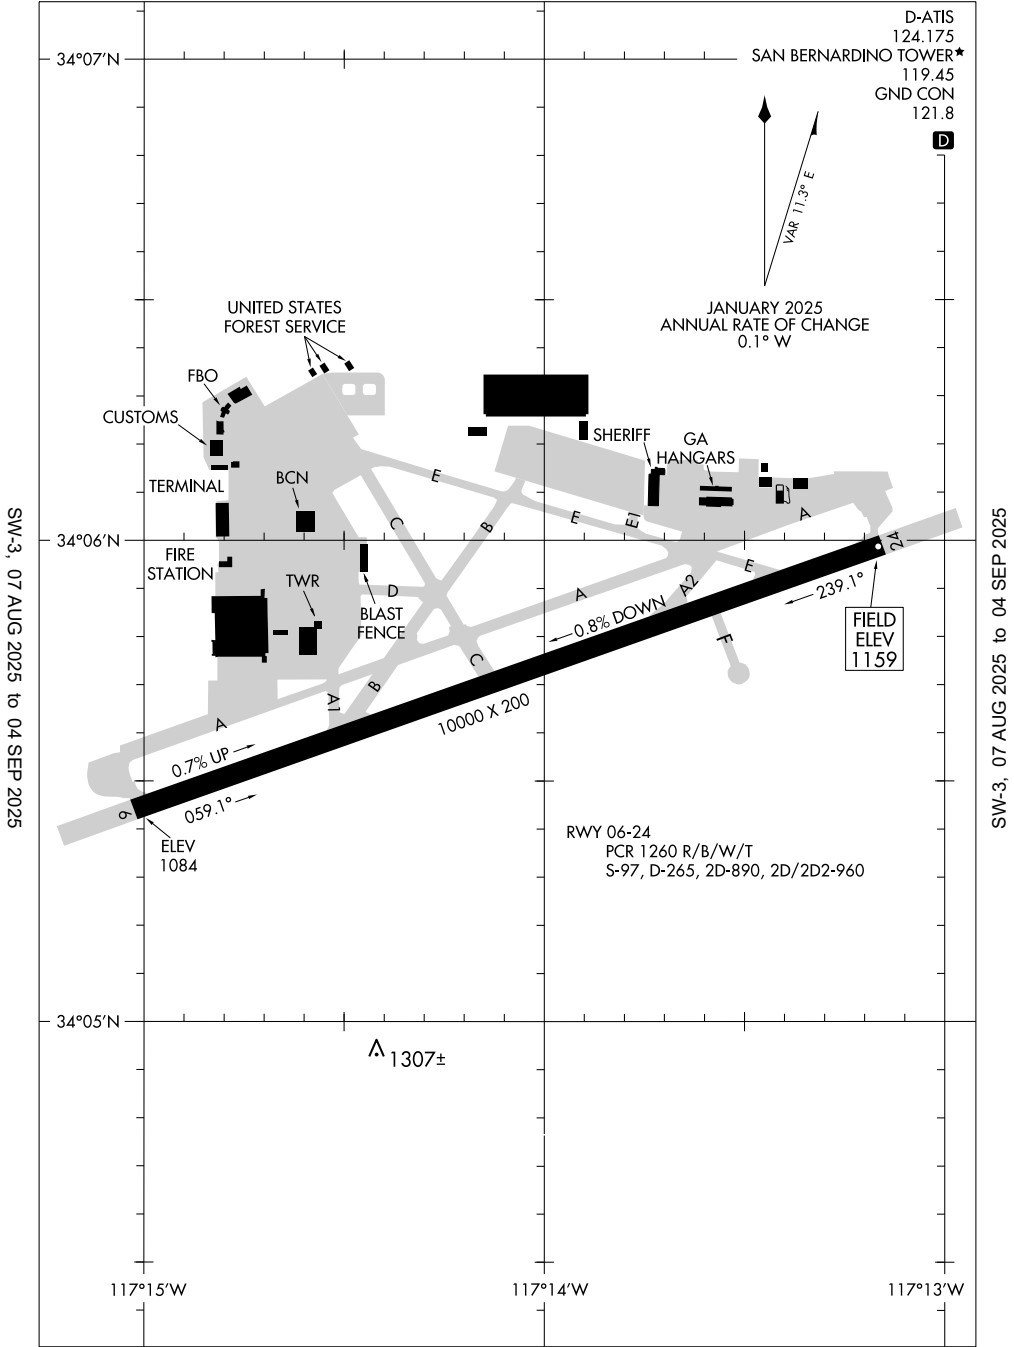 D-ATIS
124.175
SAN BERNARDINO TOWER★
119.45
GND CON
121.8
D
34°07'N
VAR 11.3° E
JANUARY 2025
ANNUAL RATE OF CHANGE
0.1° W
UNITED STATES
FOREST SERVICE
FBO
CUSTOMS
TERMINAL
BCN
FIRE
STATION
TWR
BLAST
FENCE
SHERIFF
GA
HANGARS
E
C
B
E
E1
A
34°06'N
24
D
A
A2
E
239.1°
0.8% DOWN
FIELD
ELEV
1159
F
C
B
A1
A
10000 X 200
0.7% UP
059.1°
6
ELEV
1084
RWY 06-24
PCR 1260 R/B/W/T
S-97, D-265, 2D-890, 2D/2D2-960
34°05'N
1307±
117°15'W
117°14'W
117°13'W
SW-3, 07 AUG 2025 to 04 SEP 2025
SW-3, 07 AUG 2025 to 04 SEP 2025